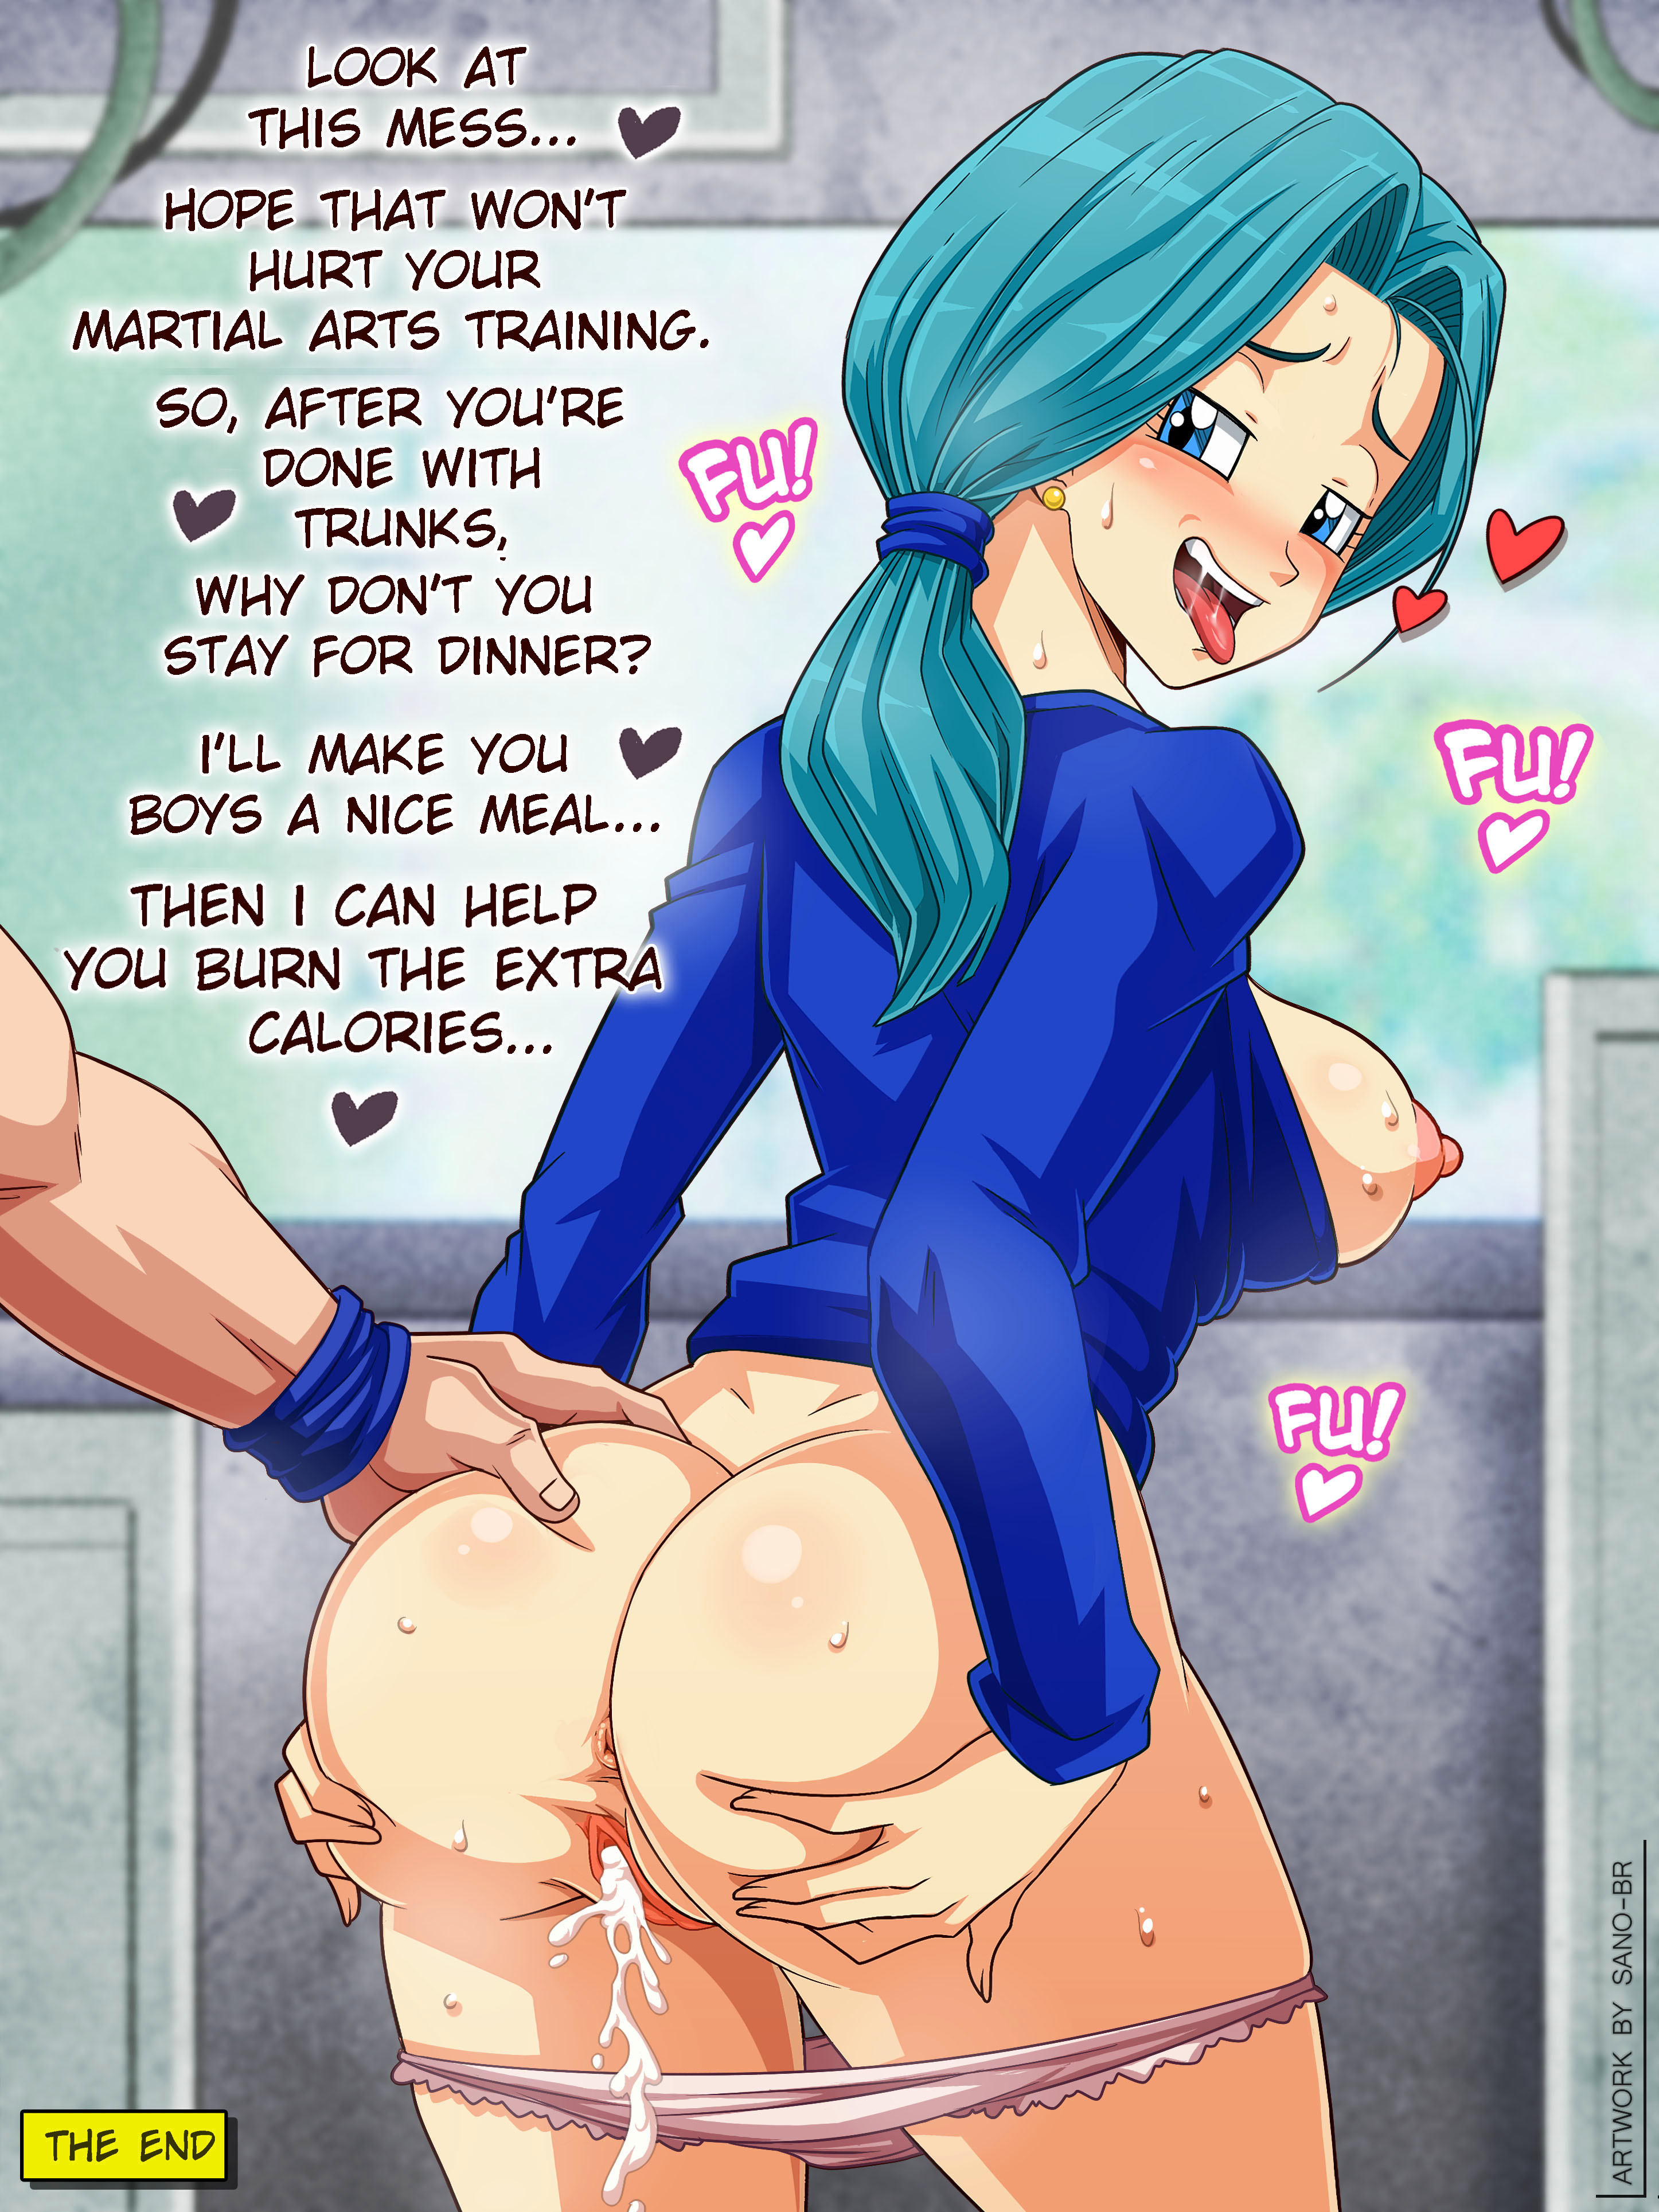 LOOK AT
THIS MESS...
HOPE THAT WON'T
HURT YOUR
MARTIAL ARTS TRAINING.
SO, AFTER YOU'RE
DONE WITH
TRUNKS,
WHY DON'T YOU
STAY FOR DINNER?
I'LL MAKE YOU
BOYS A NICE MEAL...
THEN I CAN HELP
YOU BURN THE EXTRA
CALORIES...
FU!
FU!
FU!
THE END
ARTWORK BY SANO-BR